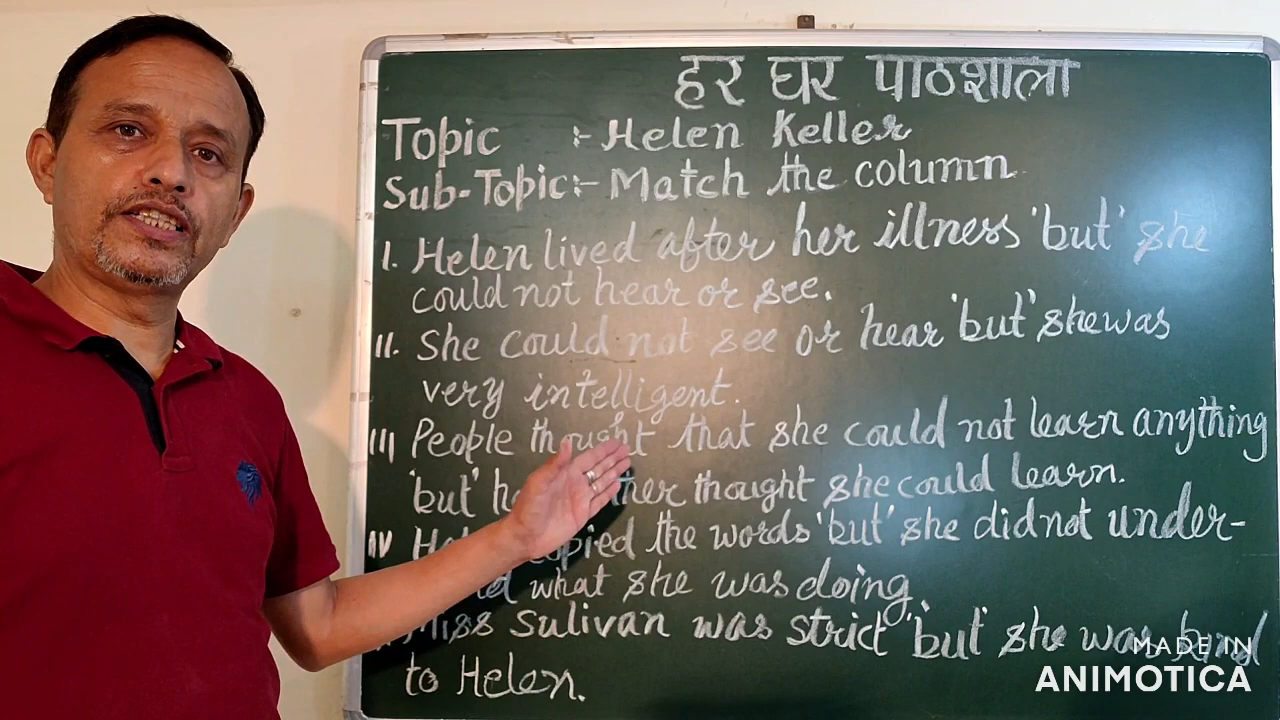 हर घर पाठशाला
Topic :- Helen Keller
Sub-Topic:- Match the column
I. Helen lived after her illness 'but' she
could not hear or see.
II. She could not see or hear 'but' she was
very intelligent.
III People thought that she could not learn anything
'but' thought she could learn.
IV the words 'but' she did not under-
what she was doing.
Miss Sulivan was strict 'but' she was kind
to Helen.
MADE IN
ANIMOTICA